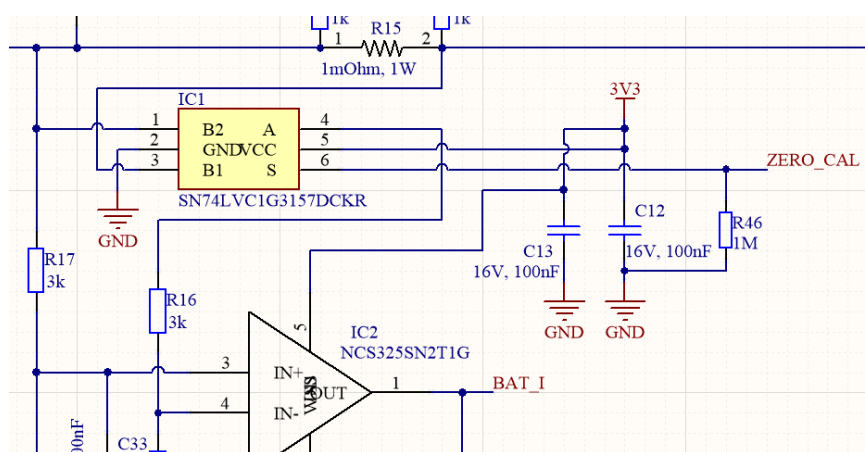 1k
1k
R15
1
2
1mOhm, 1W
IC1
3V3
1
B2
A
4
2
GND
VCC
5
3
B1
S
6
ZERO_CAL
SN74LVC1G3157DCKR
GND
C12
C13
16V, 100nF
16V, 100nF
R46
1M
R17
3k
GND
GND
R16
3k
5
IC2
NCS325SN2T1G
3
IN+
OUT
1
BAT_I
4
IN-
C33